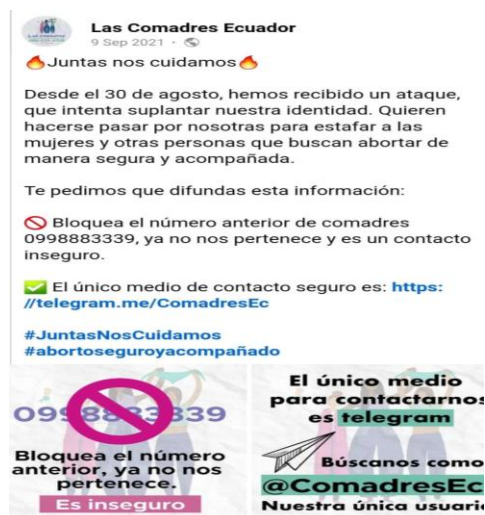 Las Comadres Ecuador
9 Sep 2021
🔥Juntas nos cuidamos🔥
Desde el 30 de agosto, hemos recibido un ataque,
que intenta suplantar nuestra identidad. Quieren
hacerse pasar por nosotras para estafar a las
mujeres y otras personas que buscan abortar de
manera segura y acompañada.
Te pedimos que difundas esta información:
🚫 Bloquea el número anterior de comadres
0998883339, ya no nos pertenece y es un contacto
inseguro.
✅ El único medio de contacto seguro es: https:
//telegram.me/ComadresEc
#JuntasNosCuidamos
#abortoseguroyacompañado
0998883339
Bloquea el número
anterior, ya no nos
pertenece.
Es inseguro
El único medio
para contactarnos
es telegram
Búscanos como
@ComadresEc
Nuestra única usuario